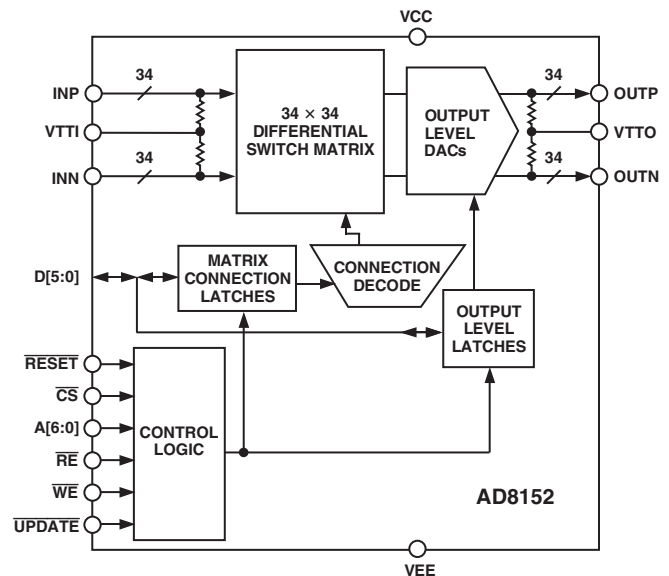 VCC
INP
34
VTTI
INN
34
34 × 34
DIFFERENTIAL
SWITCH MATRIX
OUTPUT
LEVEL
DACs
34
OUTP
VTTO
34
OUTN
D[5:0]
MATRIX
CONNECTION
LATCHES
CONNECTION
DECODE
OUTPUT
LEVEL
LATCHES
RESET
CS
A[6:0]
RE
WE
UPDATE
CONTROL
LOGIC
AD8152
VEE